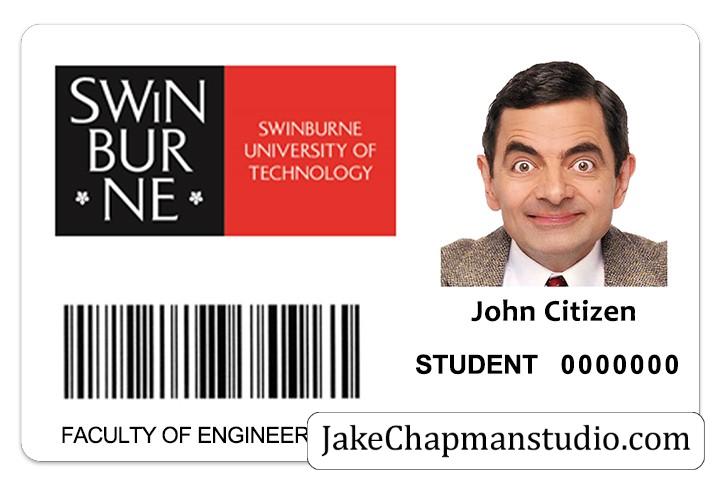 SWiN
BUR
NE
SWINBURNE
UNIVERSITY OF
TECHNOLOGY
John Citizen
STUDENT 0000000
FACULTY OF ENGINEER
JakeChapmanstudio.com